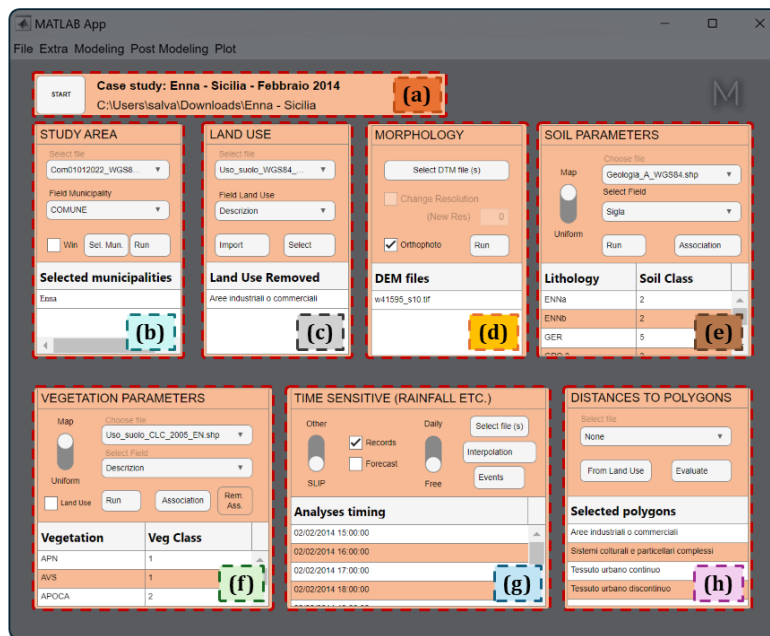 MATLAB App
File Extra Modeling Post Modeling Plot
START
Case study: Enna - Sicilia - Febbraio 2014
C:\Users\salva\Downloads\Enna - Sicilia
(a)
M
STUDY AREA
Select file
Com01012022_WGS8...
Field Municipality
COMUNE
Win
Sel. Mun.
Run
Selected municipalities
Enna
(b)
LAND USE
Select file
Uso_suolo_WGS84_...
Field Land Use
Descrizion
Import
Select
Land Use Removed
Aree industriali o commerciali
(c)
MORPHOLOGY
Select DTM file (s)
Change Resolution
(New Res) 0
Orthophoto
Run
DEM files
w41595_s10.tif
(d)
SOIL PARAMETERS
Map
Uniform
Choose file
Geologia_A_WGS84.shp
Select Field
Sigla
Run
Association
Lithology Soil Class
ENNa 2
ENNb 2
GER 5
(e)
VEGETATION PARAMETERS
Map
Uniform
Choose file
Uso_suolo_CLC_2005_EN.shp
Select Field
Descrizion
Land Use
Run
Association
Rem.
Ass.
Vegetation Veg Class
APN 1
AVS 1
APOCA 2
(f)
TIME SENSITIVE (RAINFALL ETC.)
Other
SLIP
Records
Forecast
Daily
Free
Select file (s)
Interpolation
Events
Analyses timing
02/02/2014 15:00:00
02/02/2014 16:00:00
02/02/2014 17:00:00
02/02/2014 18:00:00
(g)
DISTANCES TO POLYGONS
Select file
None
From Land Use
Evaluate
Selected polygons
Aree industriali o commerciali
Sistemi colturali e particellari complessi
Tessuto urbano continuo
Tessuto urbano discontinuo
(h)